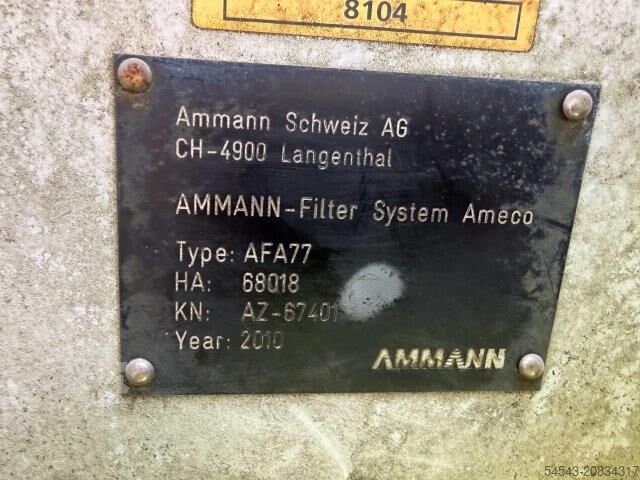 8104
Ammann Schweiz AG
CH-4900 Langenthal
AMMANN-Filter System Ameco
Type: AFA77
HA: 68018
KN: AZ-67401
Year: 2010
AMMANN
54543-20834317